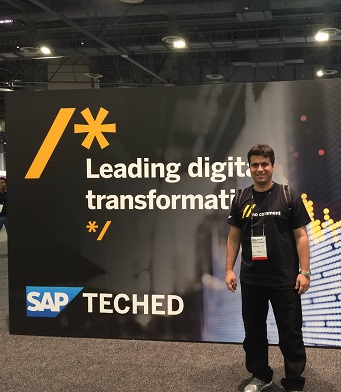 /*
Leading digita
transformati
*/
// no comment
SAP TECHED